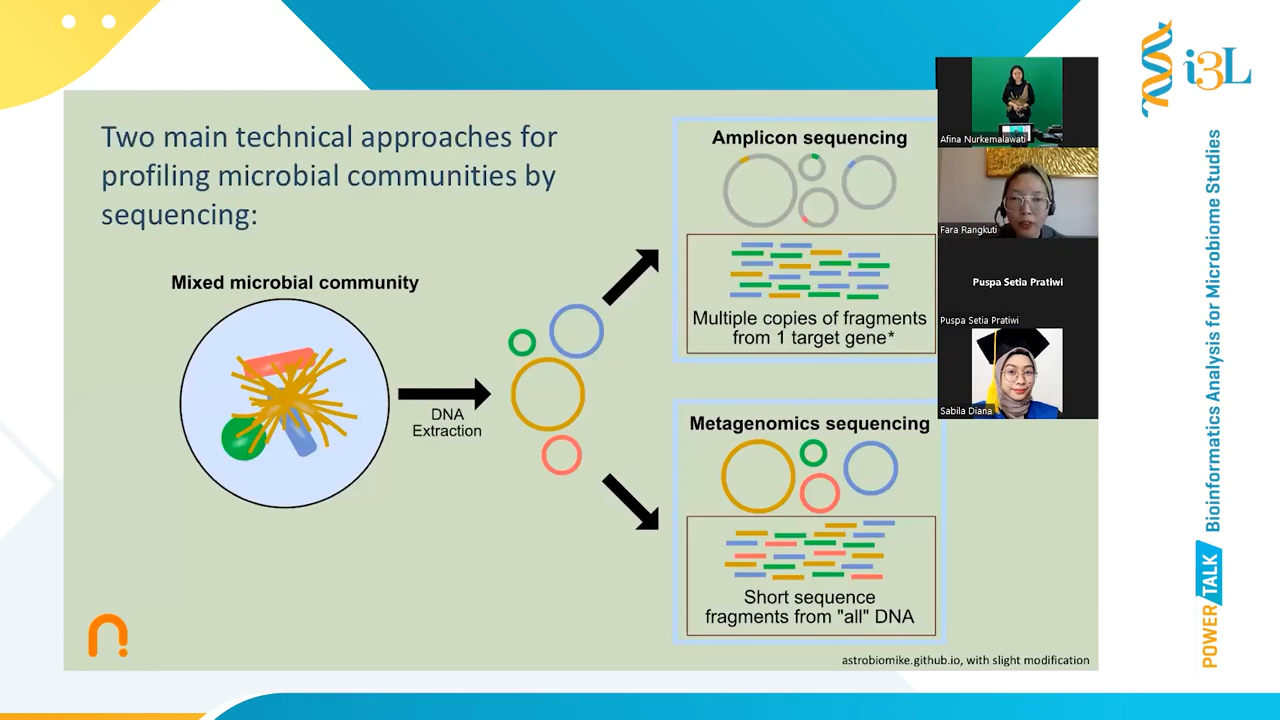 Two main technical approaches for
profiling microbial communities by
sequencing:
Mixed microbial community
DNA
Extraction
Amplicon sequencing
Multiple copies of fragments
from 1 target gene*
Metagenomics sequencing
Short sequence
fragments from "all" DNA
astrobiomike.github.io, with slight modification
Afina Nurkemalawati
Fara Rangkuti
Puspa Setia Pratiwi
Puspa Setia Pratiwi
Sabila Diana
i3L
POWER TALK
Bioinformatics Analysis for Microbiome Studies